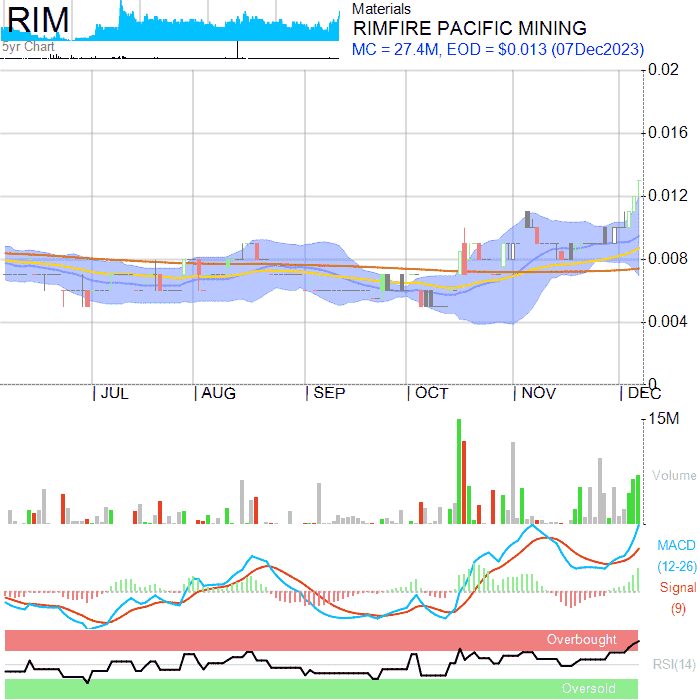 RIM
5yr Chart
Materials
RIMFIRE PACIFIC MINING
MC = 27.4M, EOD = $0.013 (07Dec2023)
0.02
0.016
0.012
0.008
0.004
0
JUL AUG SEP OCT NOV DEC
15M
Volume
MACD
(12-26)
Signal
(9)
Overbought
RSI(14)
Oversold